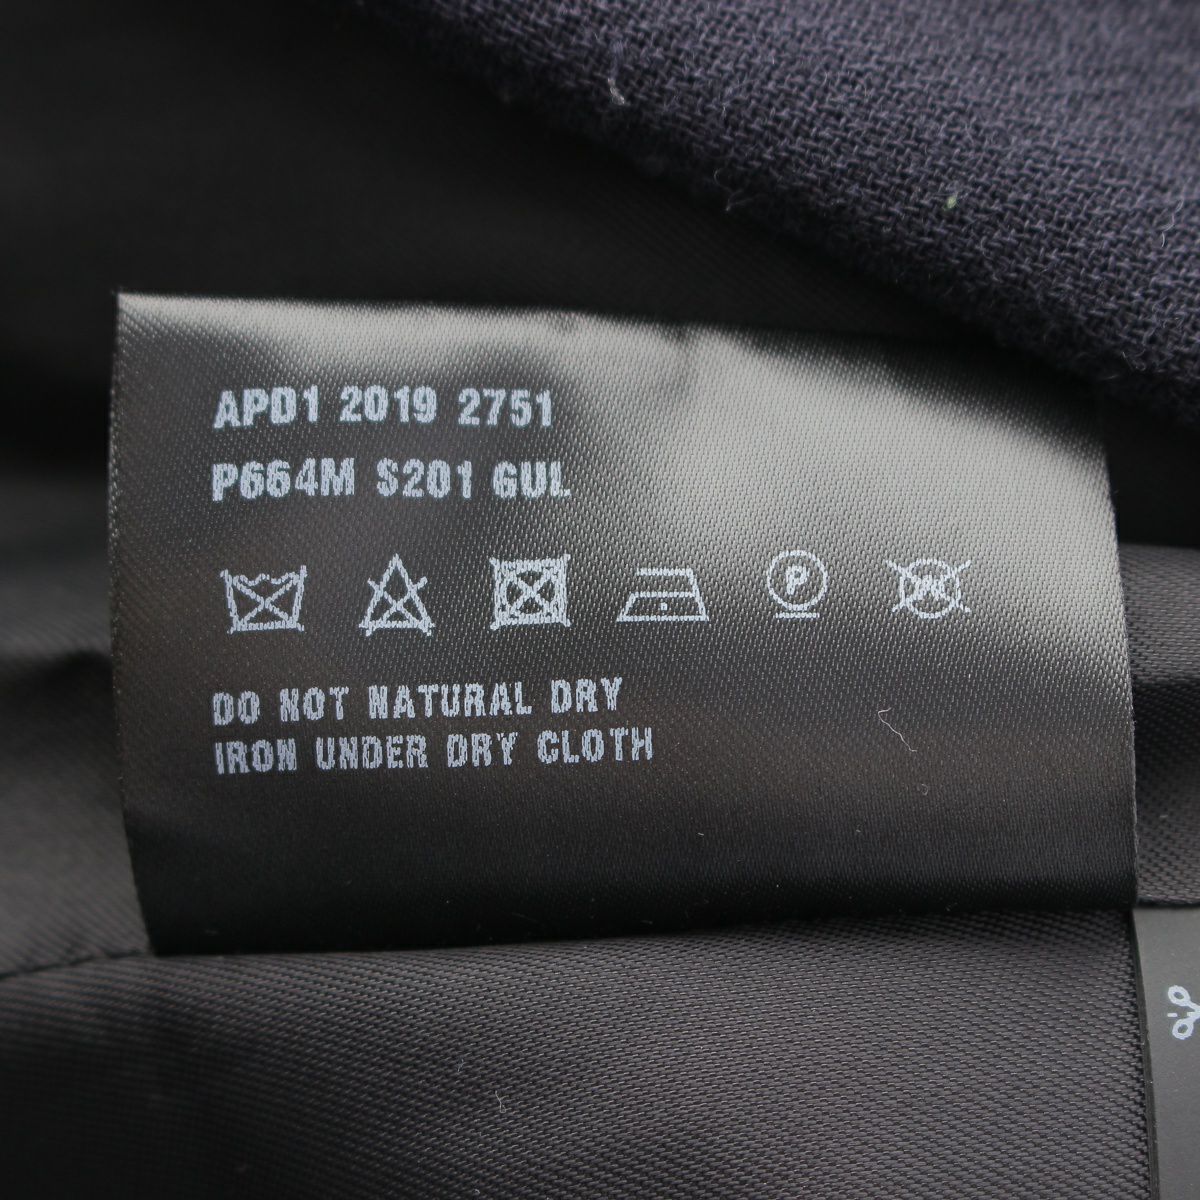 APD1 2019 2751
P664M S201 GUL
P
W
DO NOT NATURAL DRY
IRON UNDER DRY CLOTH